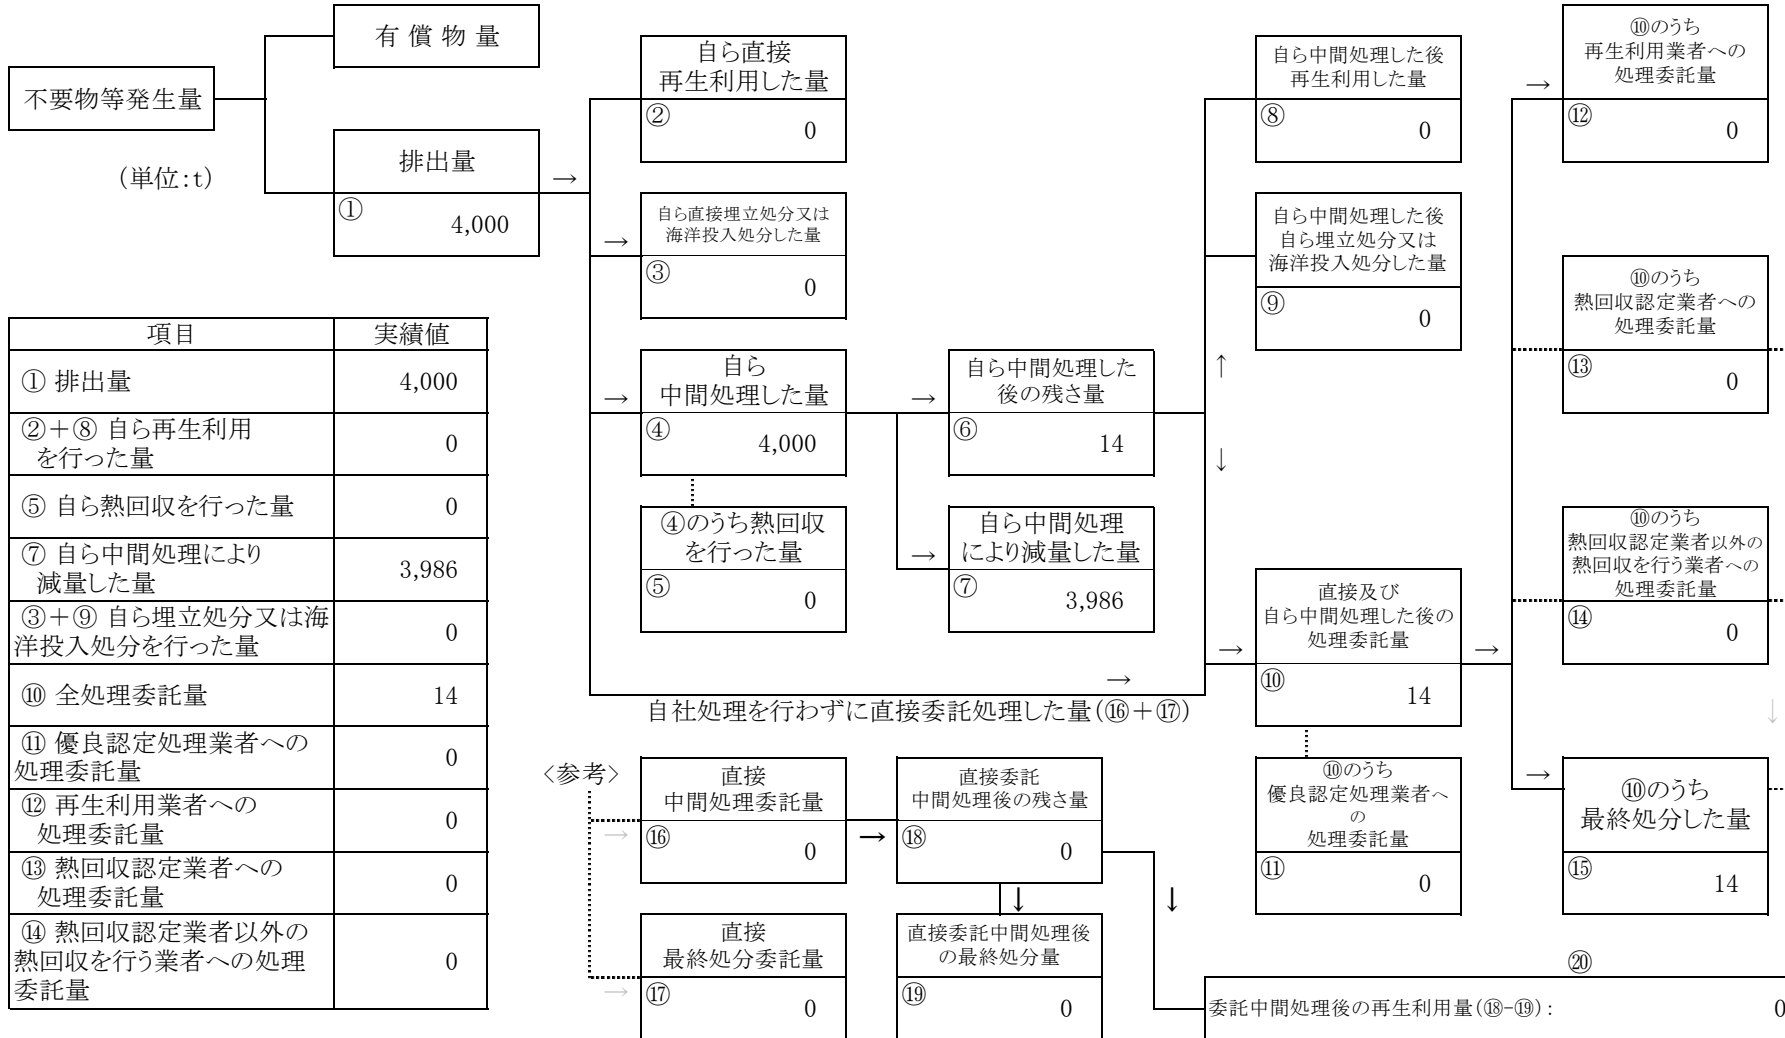 有 償 物 量
不要物等発生量
(単位:t)
排出量
①
4,000
→
自ら直接
再生利用した量
②
0
→
自ら直接埋立処分又は
海洋投入処分した量
③
0
→
自ら
中間処理した量
④
4,000
④のうち熱回収
を行った量
⑤
0
→
自ら中間処理した
後の残さ量
⑥
14
→
自ら中間処理
により減量した量
⑦
3,986
↑
↓
自ら中間処理した後
再生利用した量
⑧
0
自ら中間処理した後
自ら埋立処分又は
海洋投入処分した量
⑨
0
→
直接及び
自ら中間処理した後の
処理委託量
⑩
14
⑩のうち
優良認定処理業者へ
の
処理委託量
⑪
0
→
→
⑩のうち
再生利用業者への
処理委託量
⑫
0
⑩のうち
熱回収認定業者への
処理委託量
⑬
0
⑩のうち
熱回収認定業者以外の
熱回収を行う業者への
処理委託量
⑭
0
↓
→
⑩のうち
最終処分した量
⑮
14
→
自社処理を行わずに直接委託処理した量(⑯+⑰)
<参考>
→
直接
中間処理委託量
⑯
0
→
直接委託
中間処理後の残さ量
⑱
0
↓
↓
→
直接
最終処分委託量
⑰
0
直接委託中間処理後
の最終処分量
⑲
0
⑳
委託中間処理後の再生利用量(⑱-⑲): 0
項目 実績値
① 排出量 4,000
②+⑧ 自ら再生利用
を行った量 0
⑤ 自ら熱回収を行った量 0
⑦ 自ら中間処理により
減量した量 3,986
③+⑨ 自ら埋立処分又は海
洋投入処分を行った量 0
⑩ 全処理委託量 14
⑪ 優良認定処理業者への
処理委託量 0
⑫ 再生利用業者への
処理委託量 0
⑬ 熱回収認定業者への
処理委託量 0
⑭ 熱回収認定業者以外の
熱回収を行う業者への処理
委託量 0